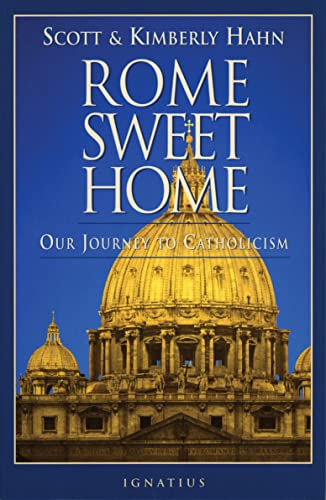 SCOTT & KIMBERLY HAHN
ROME
SWEET
HOME
OUR JOURNEY TO CATHOLICISM
IGNATIUS